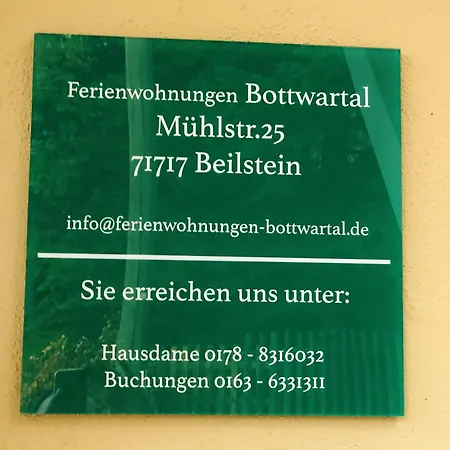 Ferienwohnungen Bottwartal
Mühlstr.25
71717 Beilstein
info@ferienwohnungen-bottwartal.de
Sie erreichen uns unter:
Hausdame 0178 - 8316032
Buchungen 0163 - 6331311